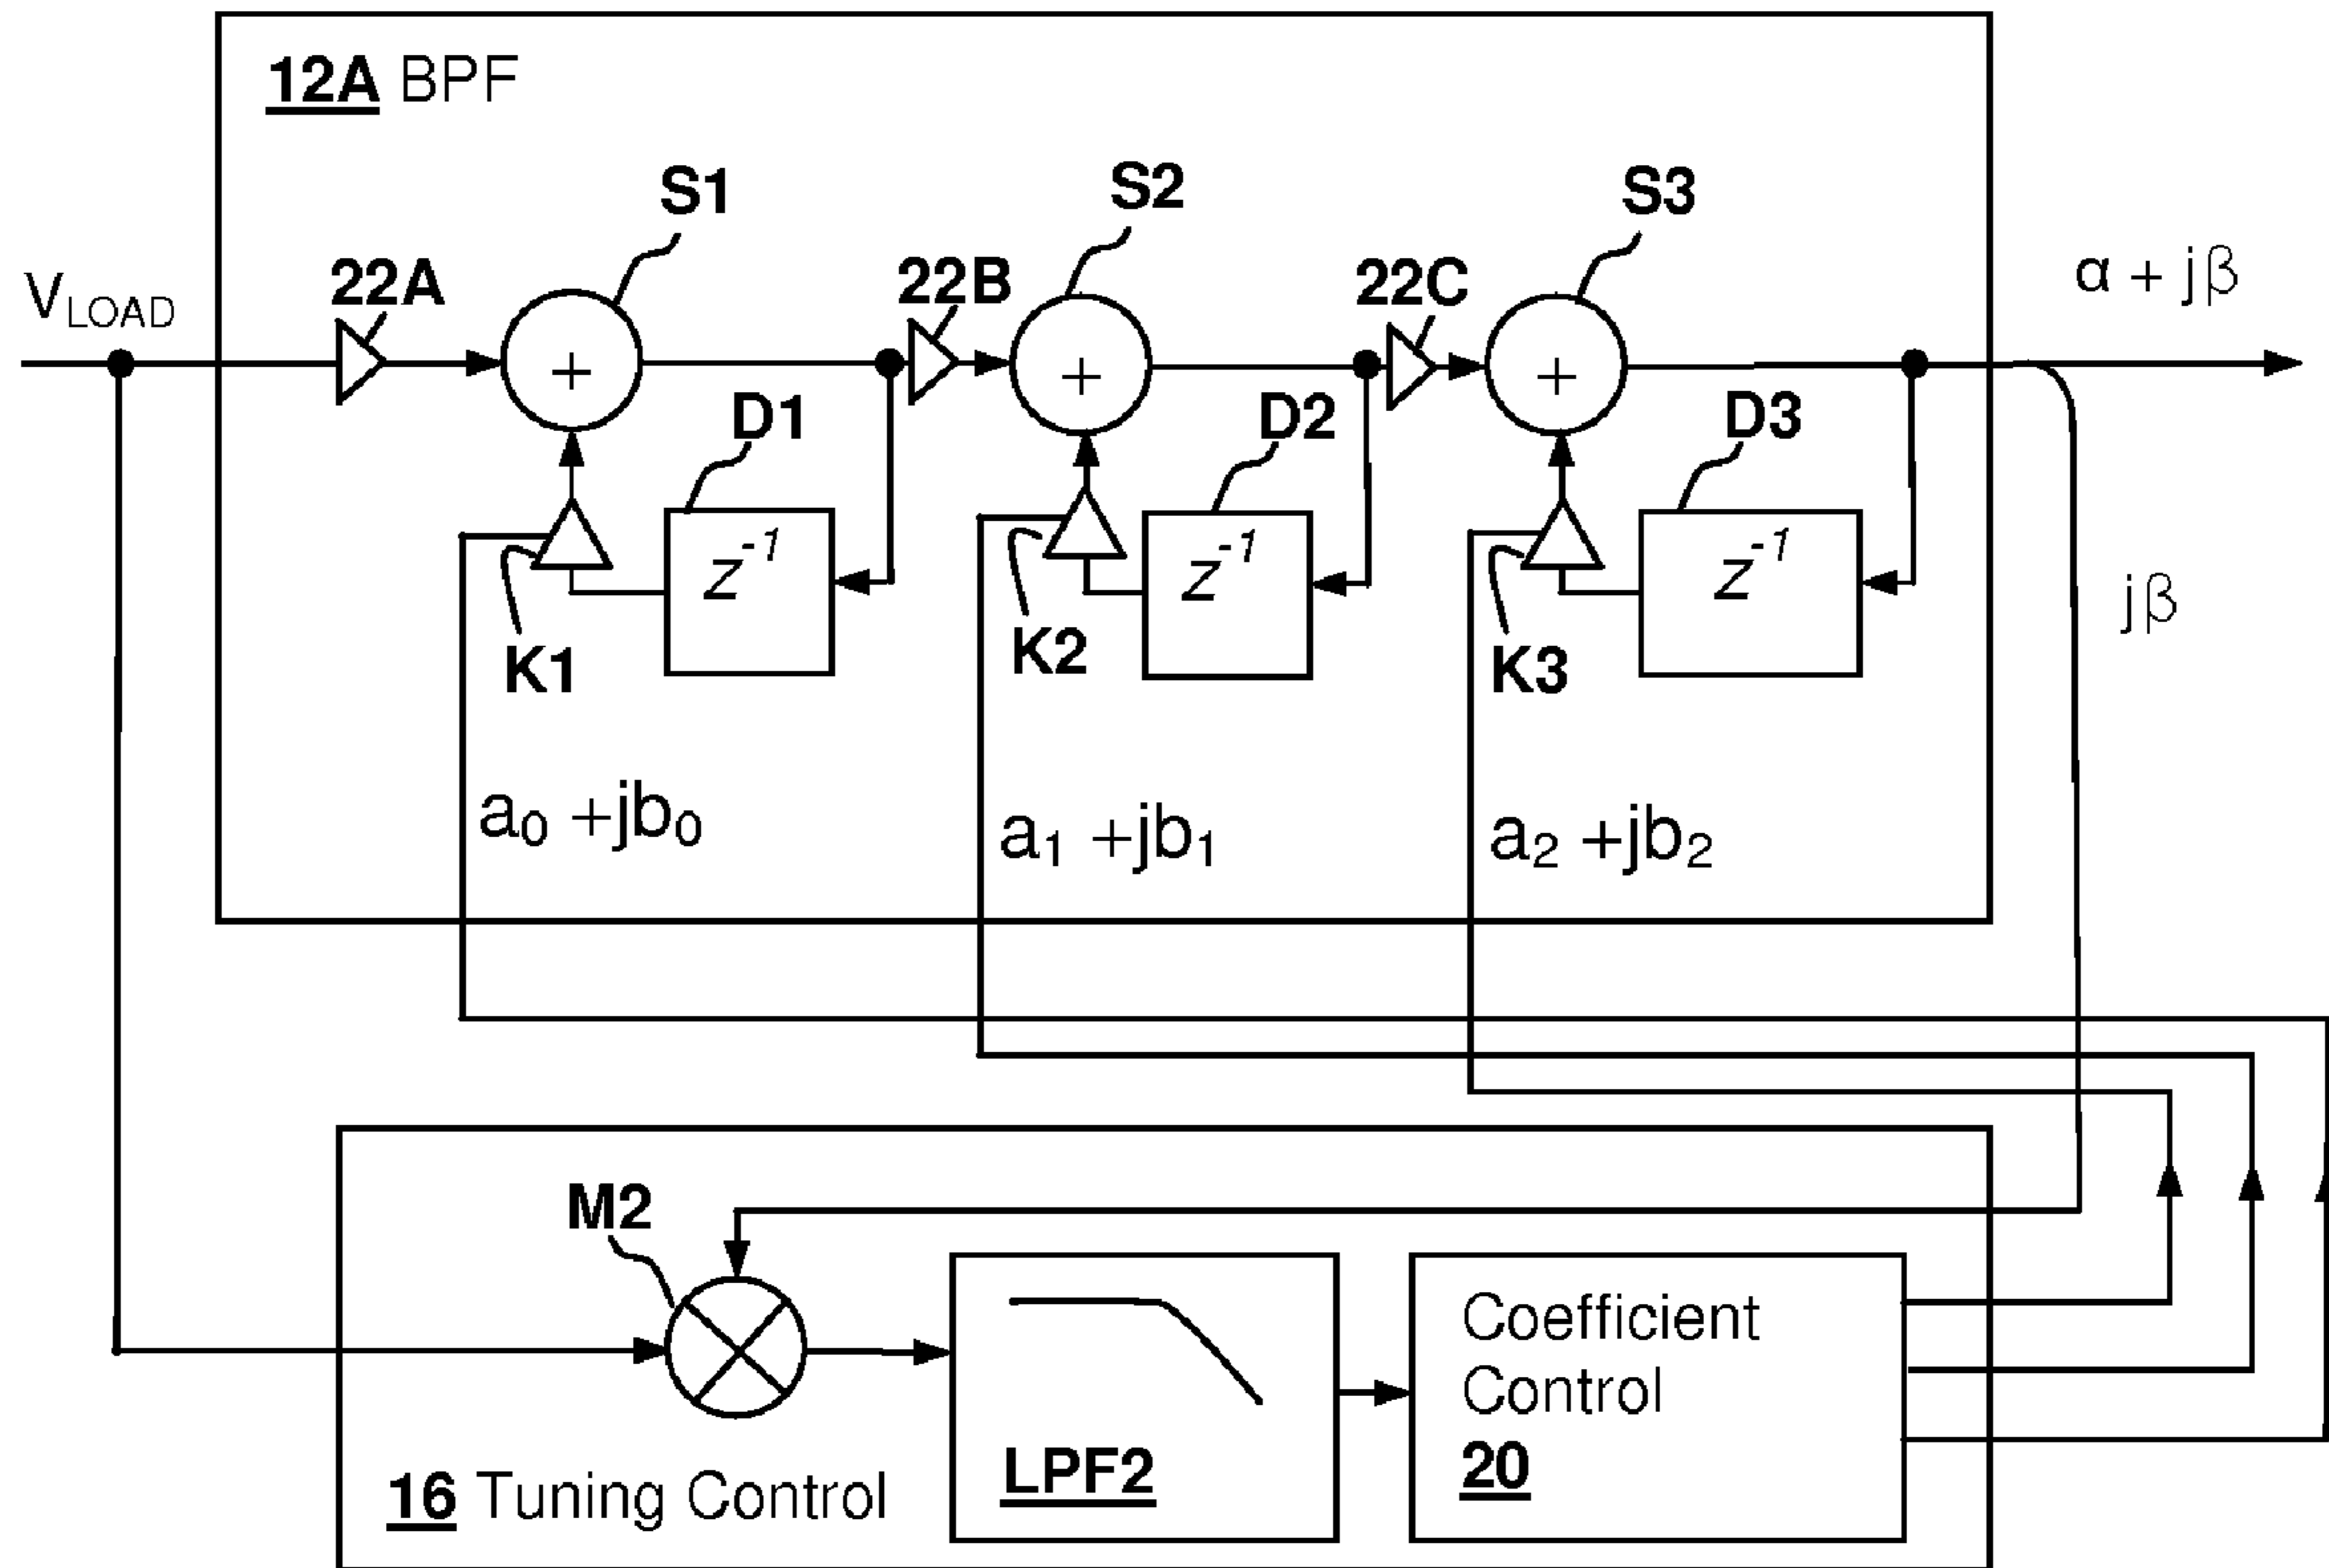 12A BPF
S1
S2
S3
V_LOAD
22A
22B
22C
α + jβ
+
+
+
D1
D2
D3
z^-1
z^-1
z^-1
jβ
K1
K2
K3
a₀ +jb₀
a₁ +jb₁
a₂ +jb₂
M2
Coefficient
Control
20
LPF2
16 Tuning Control